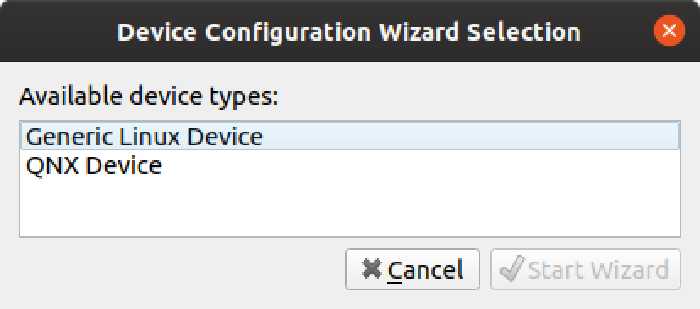 Device Configuration Wizard Selection
Available device types:
Generic Linux Device
QNX Device
Cancel
Start Wizard